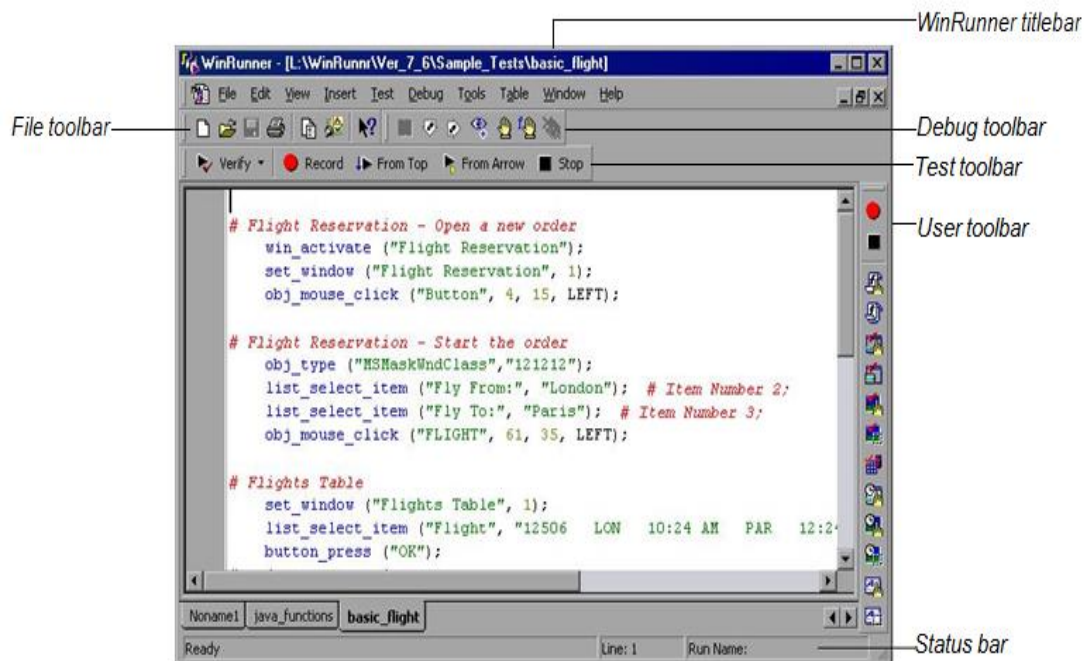 WinRunner titlebar
WinRunner - [L:\WinRunnr\Ver_7_6\Sample_Tests\basic_flight]
File Edit View Insert Test Debug Tools Table Window Help
File toolbar
Debug toolbar
Verify Record From Top From Arrow Stop
Test toolbar
User toolbar
# Flight Reservation - Open a new order
win_activate ("Flight Reservation");
set_window ("Flight Reservation", 1);
obj_mouse_click ("Button", 4, 15, LEFT);
# Flight Reservation - Start the order
obj_type ("MSMaskWndClass","121212");
list_select_item ("Fly From:", "London"); # Item Number 2;
list_select_item ("Fly To:", "Paris"); # Item Number 3;
obj_mouse_click ("FLIGHT", 61, 35, LEFT);
# Flights Table
set_window ("Flights Table", 1);
list_select_item ("Flight", "12506 LON 10:24 AM PAR 12:24
button_press ("OK");
Noname1 java_functions basic_flight
Ready Line: 1 Run Name:
Status bar